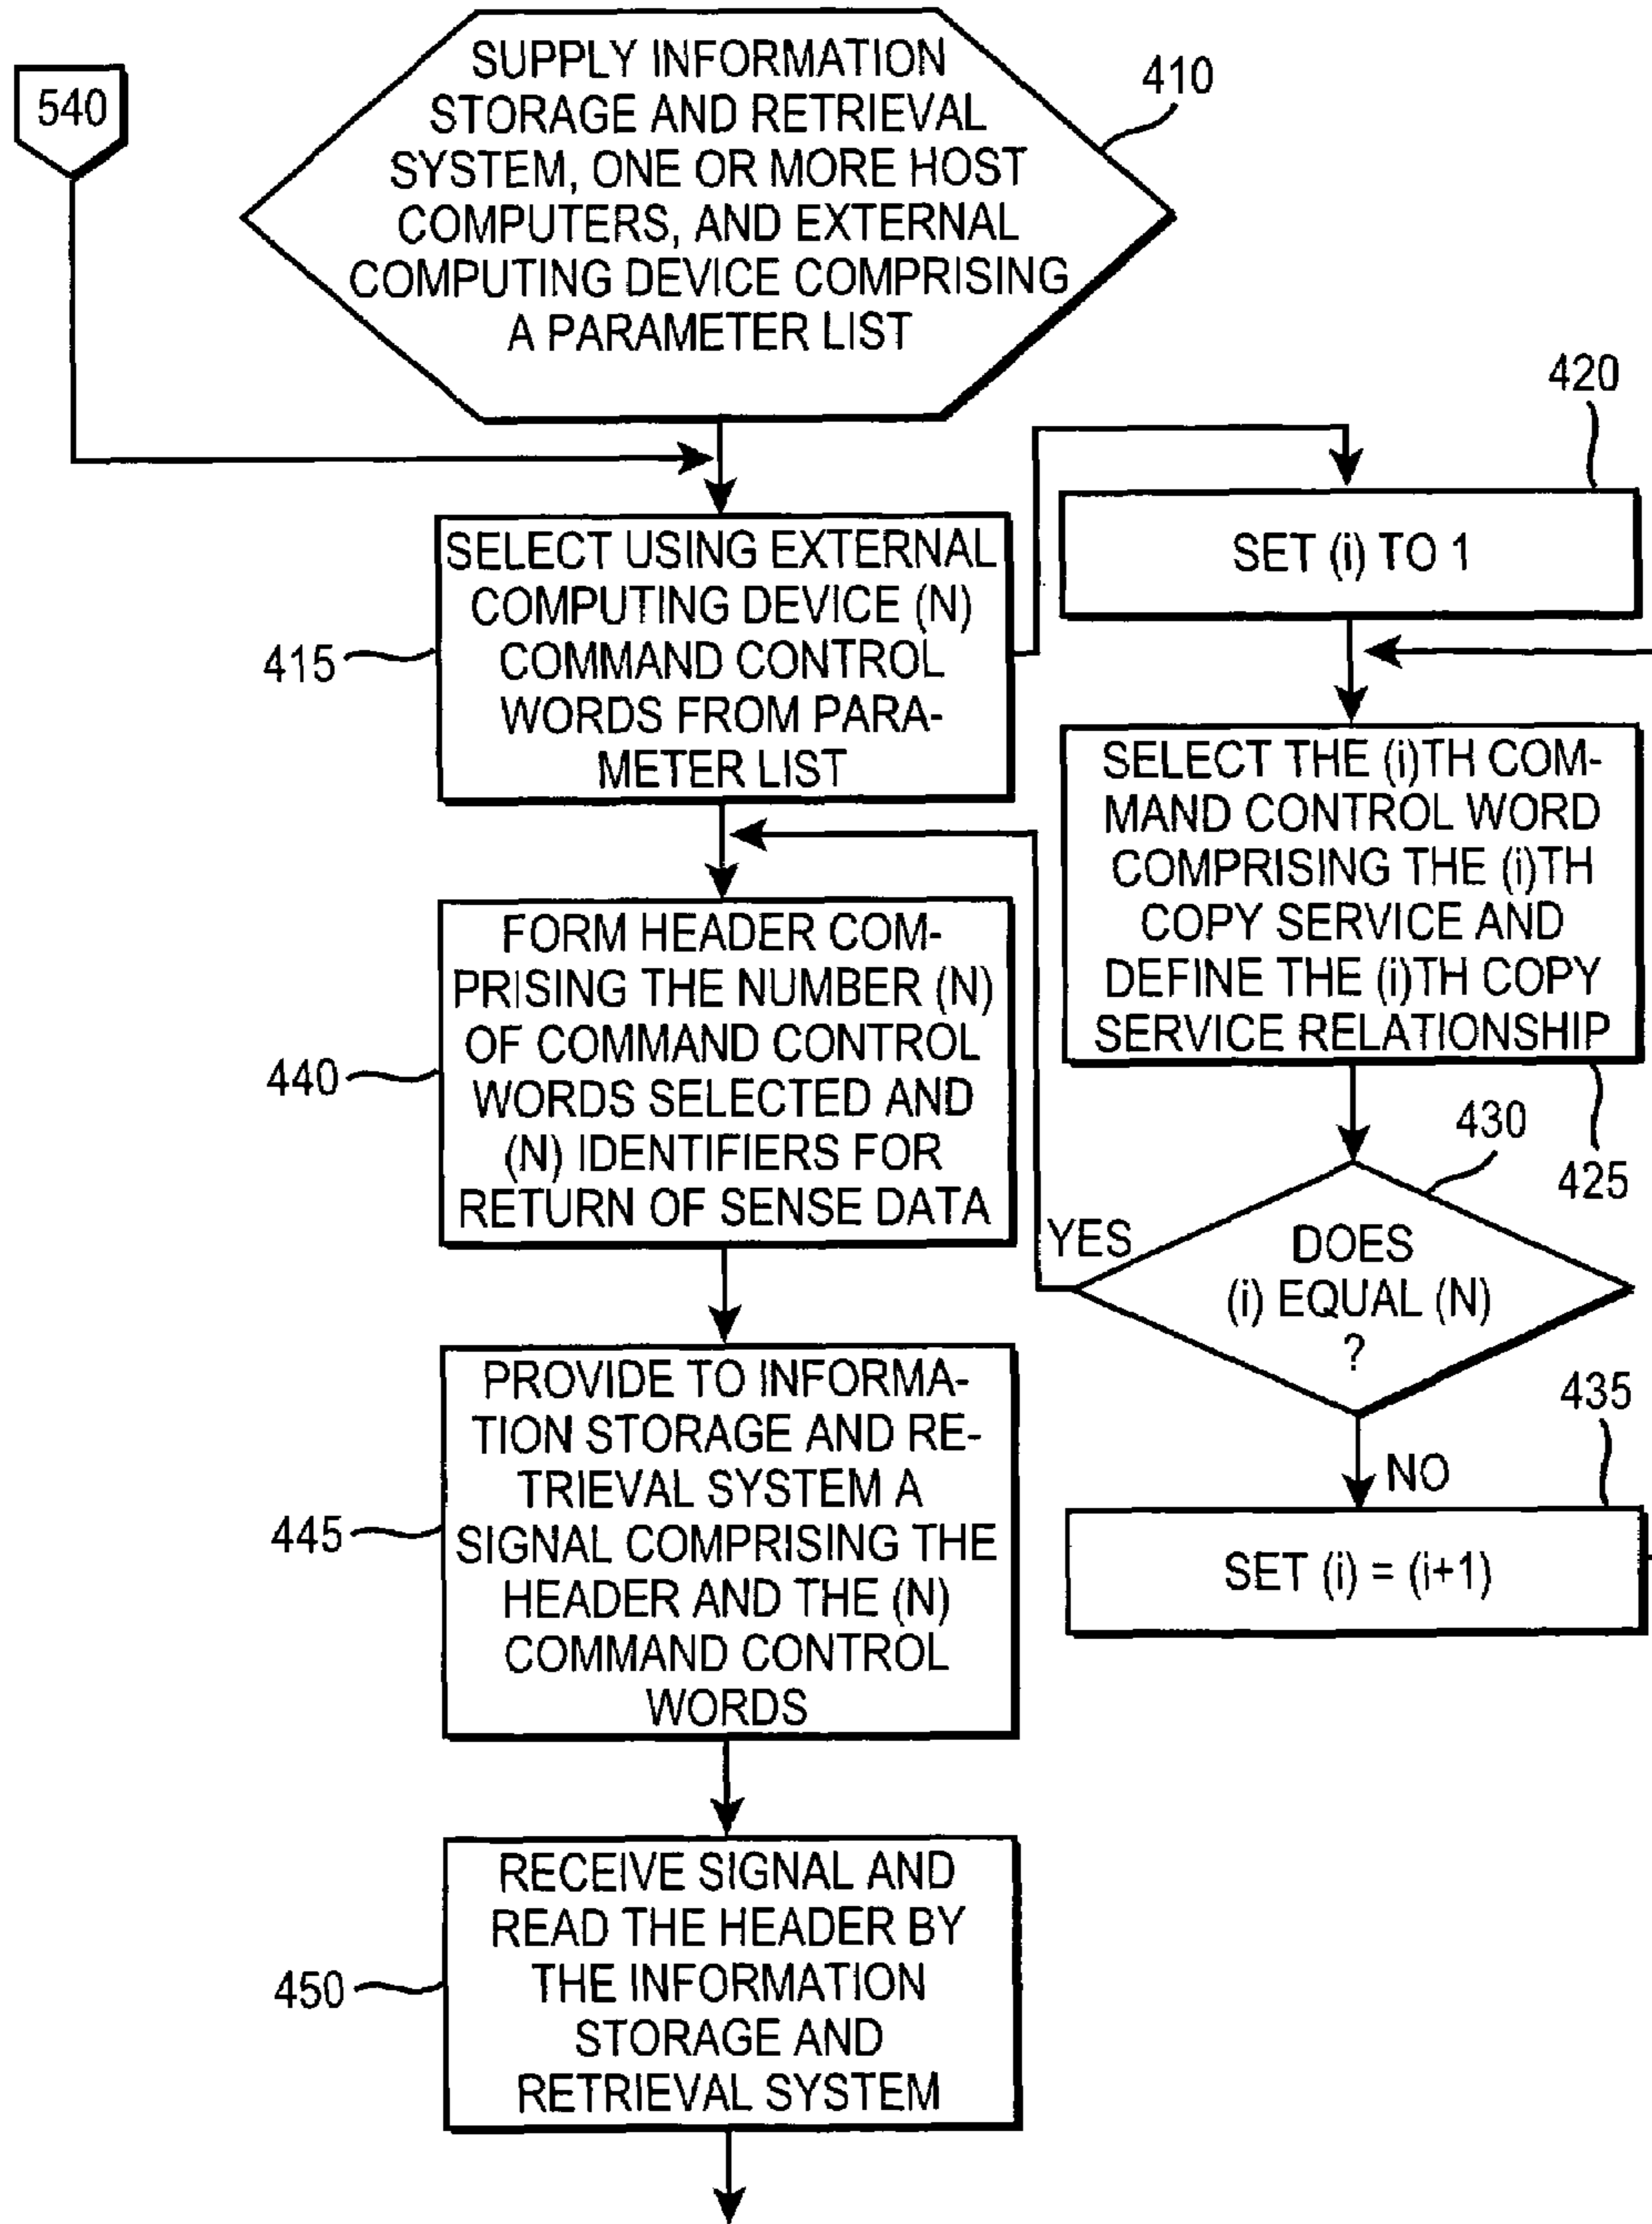 540
SUPPLY INFORMATION
STORAGE AND RETRIEVAL
SYSTEM, ONE OR MORE HOST
COMPUTERS, AND EXTERNAL
COMPUTING DEVICE COMPRISING
A PARAMETER LIST
410
SELECT USING EXTERNAL
COMPUTING DEVICE (N)
COMMAND CONTROL
WORDS FROM PARA-
METER LIST
415
420
SET (i) TO 1
SELECT THE (i)TH COM-
MAND CONTROL WORD
COMPRISING THE (i)TH
COPY SERVICE AND
DEFINE THE (i)TH COPY
SERVICE RELATIONSHIP
425
430
DOES
(i) EQUAL (N)
?
YES
NO
435
SET (i) = (i+1)
FORM HEADER COM-
PRISING THE NUMBER (N)
OF COMMAND CONTROL
WORDS SELECTED AND
(N) IDENTIFIERS FOR
RETURN OF SENSE DATA
440
PROVIDE TO INFORMA-
TION STORAGE AND RE-
TRIEVAL SYSTEM A
SIGNAL COMPRISING THE
HEADER AND THE (N)
COMMAND CONTROL
WORDS
445
RECEIVE SIGNAL AND
READ THE HEADER BY
THE INFORMATION
STORAGE AND
RETRIEVAL SYSTEM
450